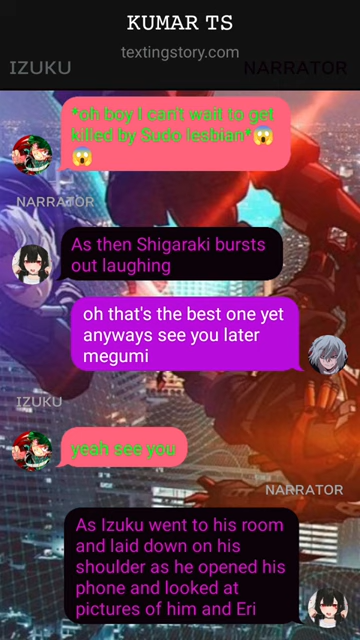 KUMAR TS
textingstory.com
IZUKU
NARRATOR
*oh boy I can't wait to get
killed by Sudo lesbian*😱
😱
NARRATOR
As then Shigaraki bursts
out laughing
oh that's the best one yet
anyways see you later
megumi
IZUKU
yeah see you
NARRATOR
As Izuku went to his room
and laid down on his
shoulder as he opened his
phone and looked at
pictures of him and Eri